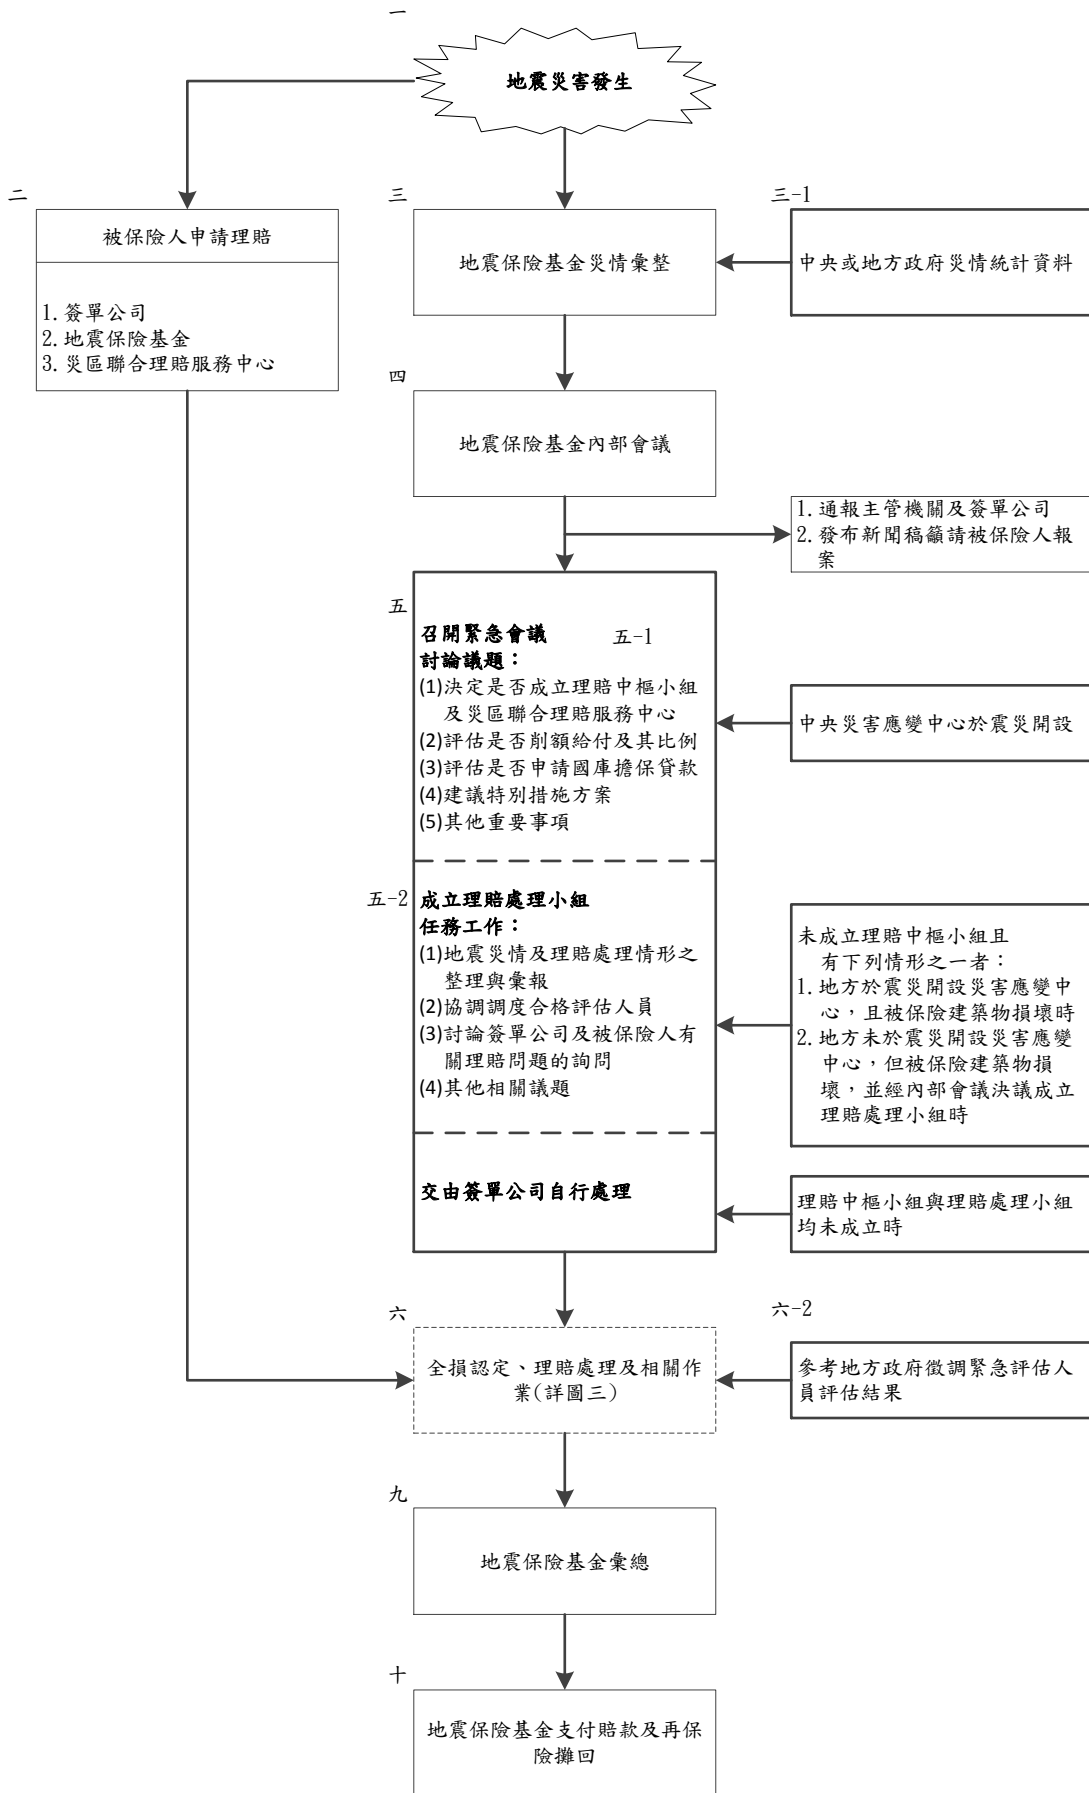 一
地震災害發生
二
被保險人申請理賠
1.簽單公司
2.地震保險基金
3.災區聯合理賠服務中心
三
地震保險基金災情彙整
三-1
中央或地方政府災情統計資料
四
地震保險基金內部會議
1.通報主管機關及簽單公司
2.發布新聞稿籲請被保險人報
案
五
召開緊急會議
五-1
討論議題：
(1)決定是否成立理賠中樞小組
及災區聯合理賠服務中心
(2)評估是否削額給付及其比例
(3)評估是否申請國庫擔保貸款
(4)建議特別措施方案
(5)其他重要事項
中央災害應變中心於震災開設
五-2
成立理賠處理小組
任務工作：
(1)地震災情及理賠處理情形之
整理與彙報
(2)協調調度合格評估人員
(3)討論簽單公司及被保險人有
關理賠問題的詢問
(4)其他相關議題
未成立理賠中樞小組且
有下列情形之一者：
1.地方於震災開設災害應變中
心，且被保險建築物損壞時
2.地方未於震災開設災害應變
中心，但被保險建築物損
壞，並經內部會議決議成立
理賠處理小組時
交由簽單公司自行處理
理賠中樞小組與理賠處理小組
均未成立時
六
全損認定、理賠處理及相關作
業(詳圖三)
六-2
參考地方政府徵調緊急評估人
員評估結果
九
地震保險基金彙總
十
地震保險基金支付賠款及再保
險攤回